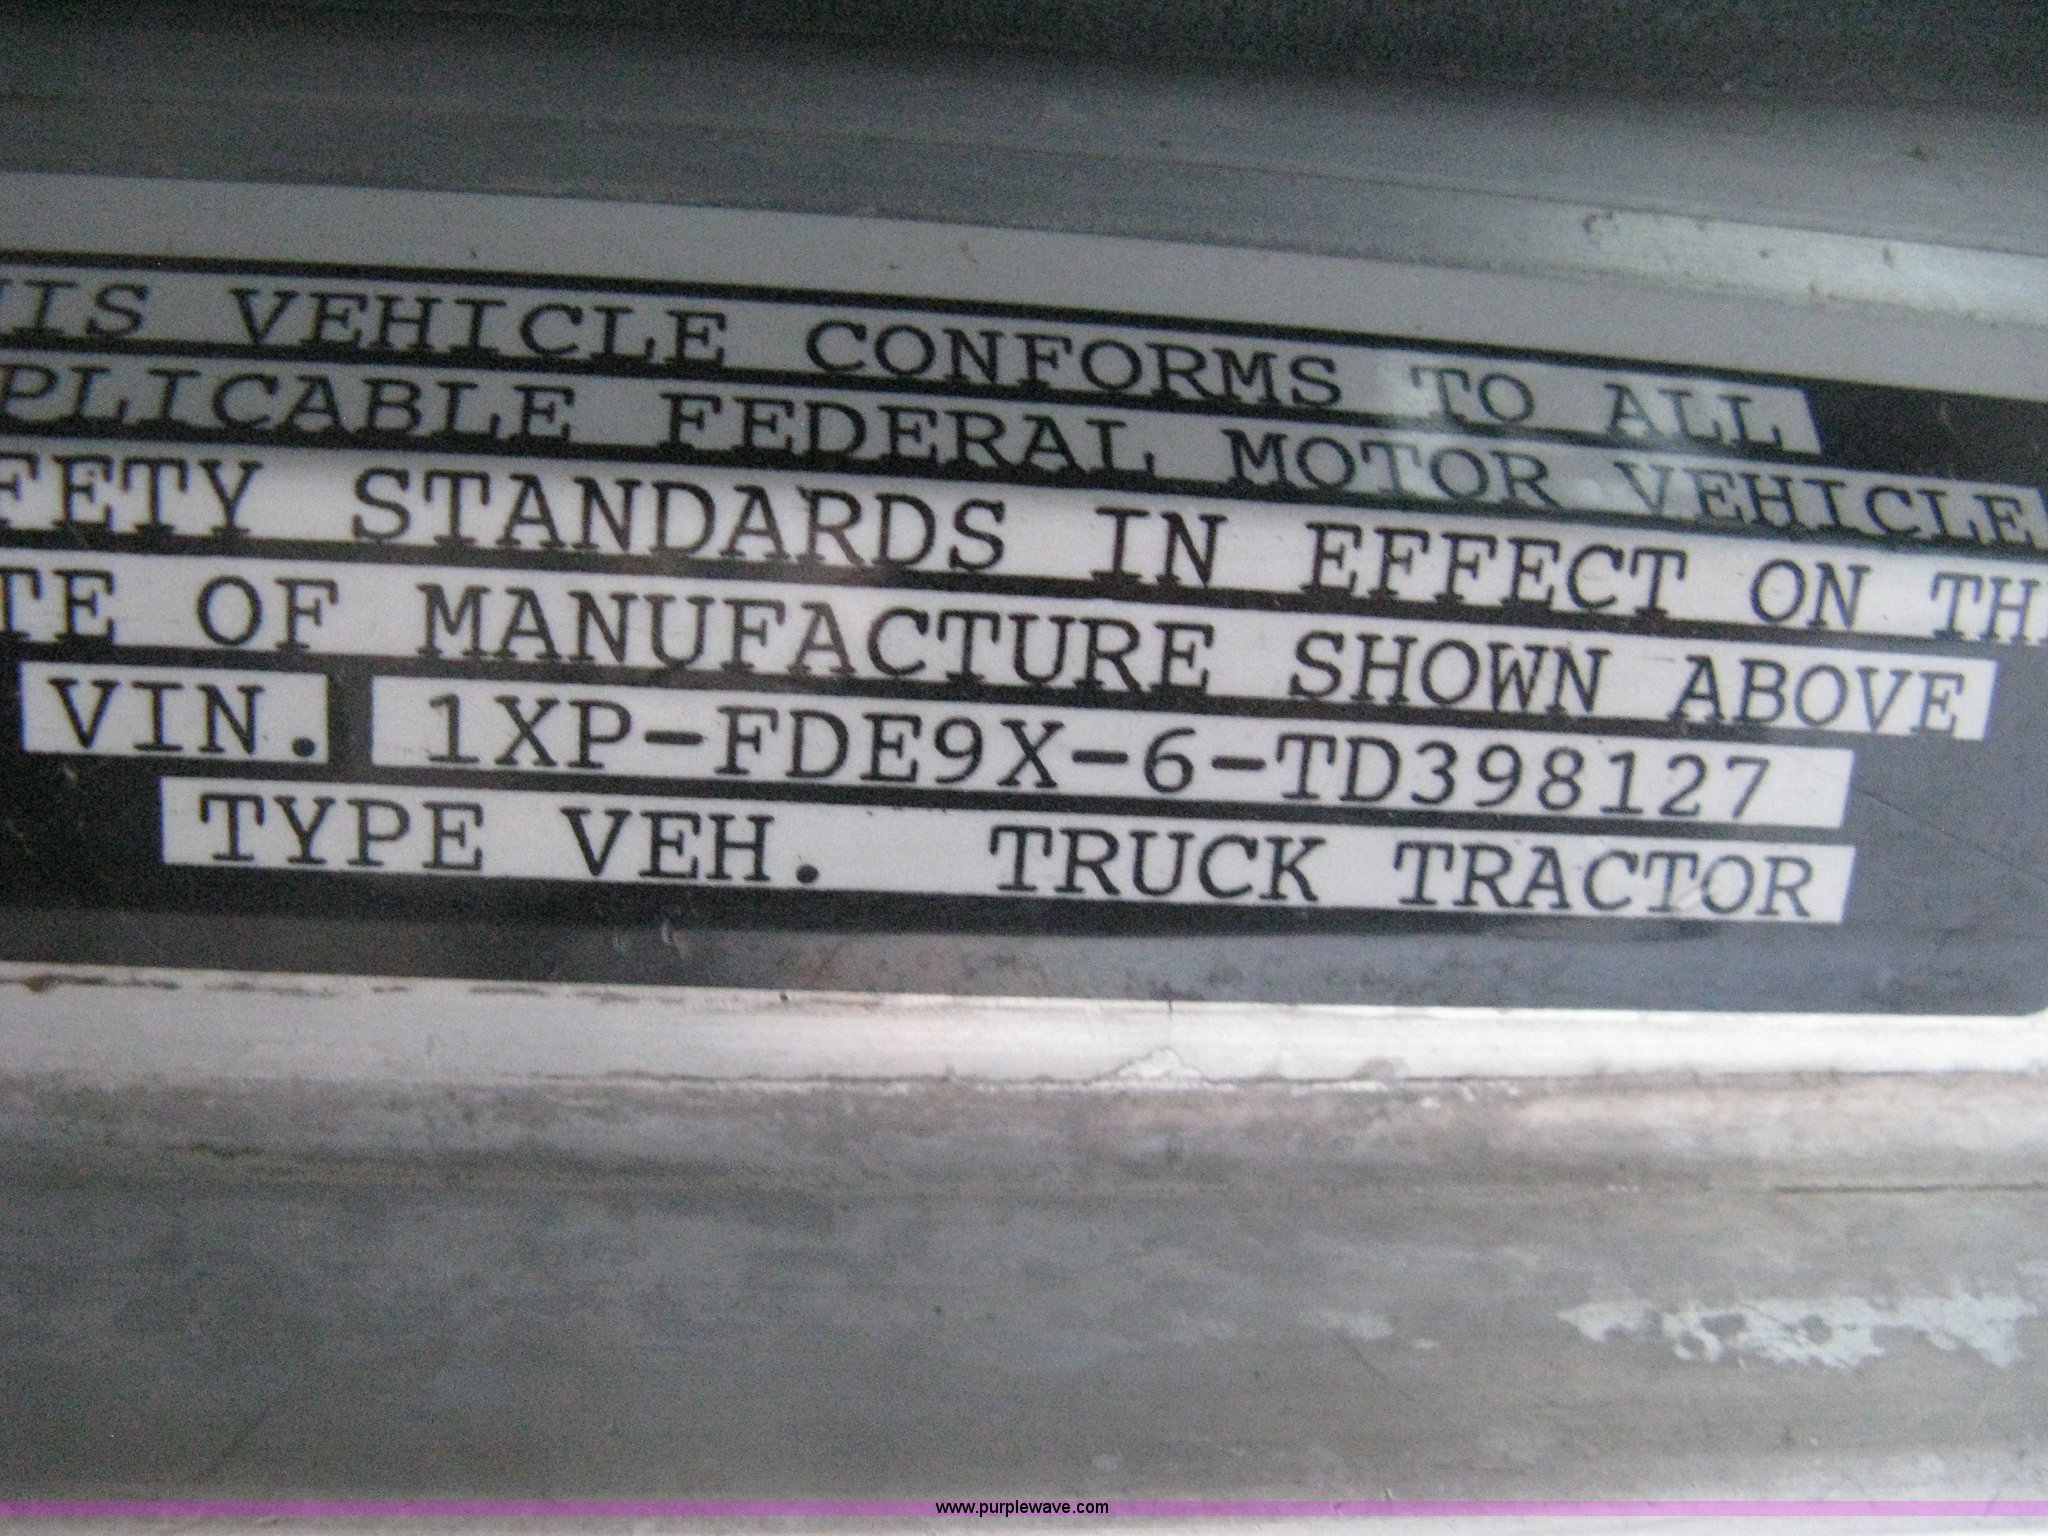 HIS VEHICLE CONFORMS TO ALL
PLICABLE FEDERAL MOTOR VEHICLE
FETY STANDARDS IN EFFECT ON TH
TE OF MANUFACTURE SHOWN ABOVE
VIN. 1XP-FDE9X-6-TD398127
TYPE VEH. TRUCK TRACTOR
www.purplewave.com